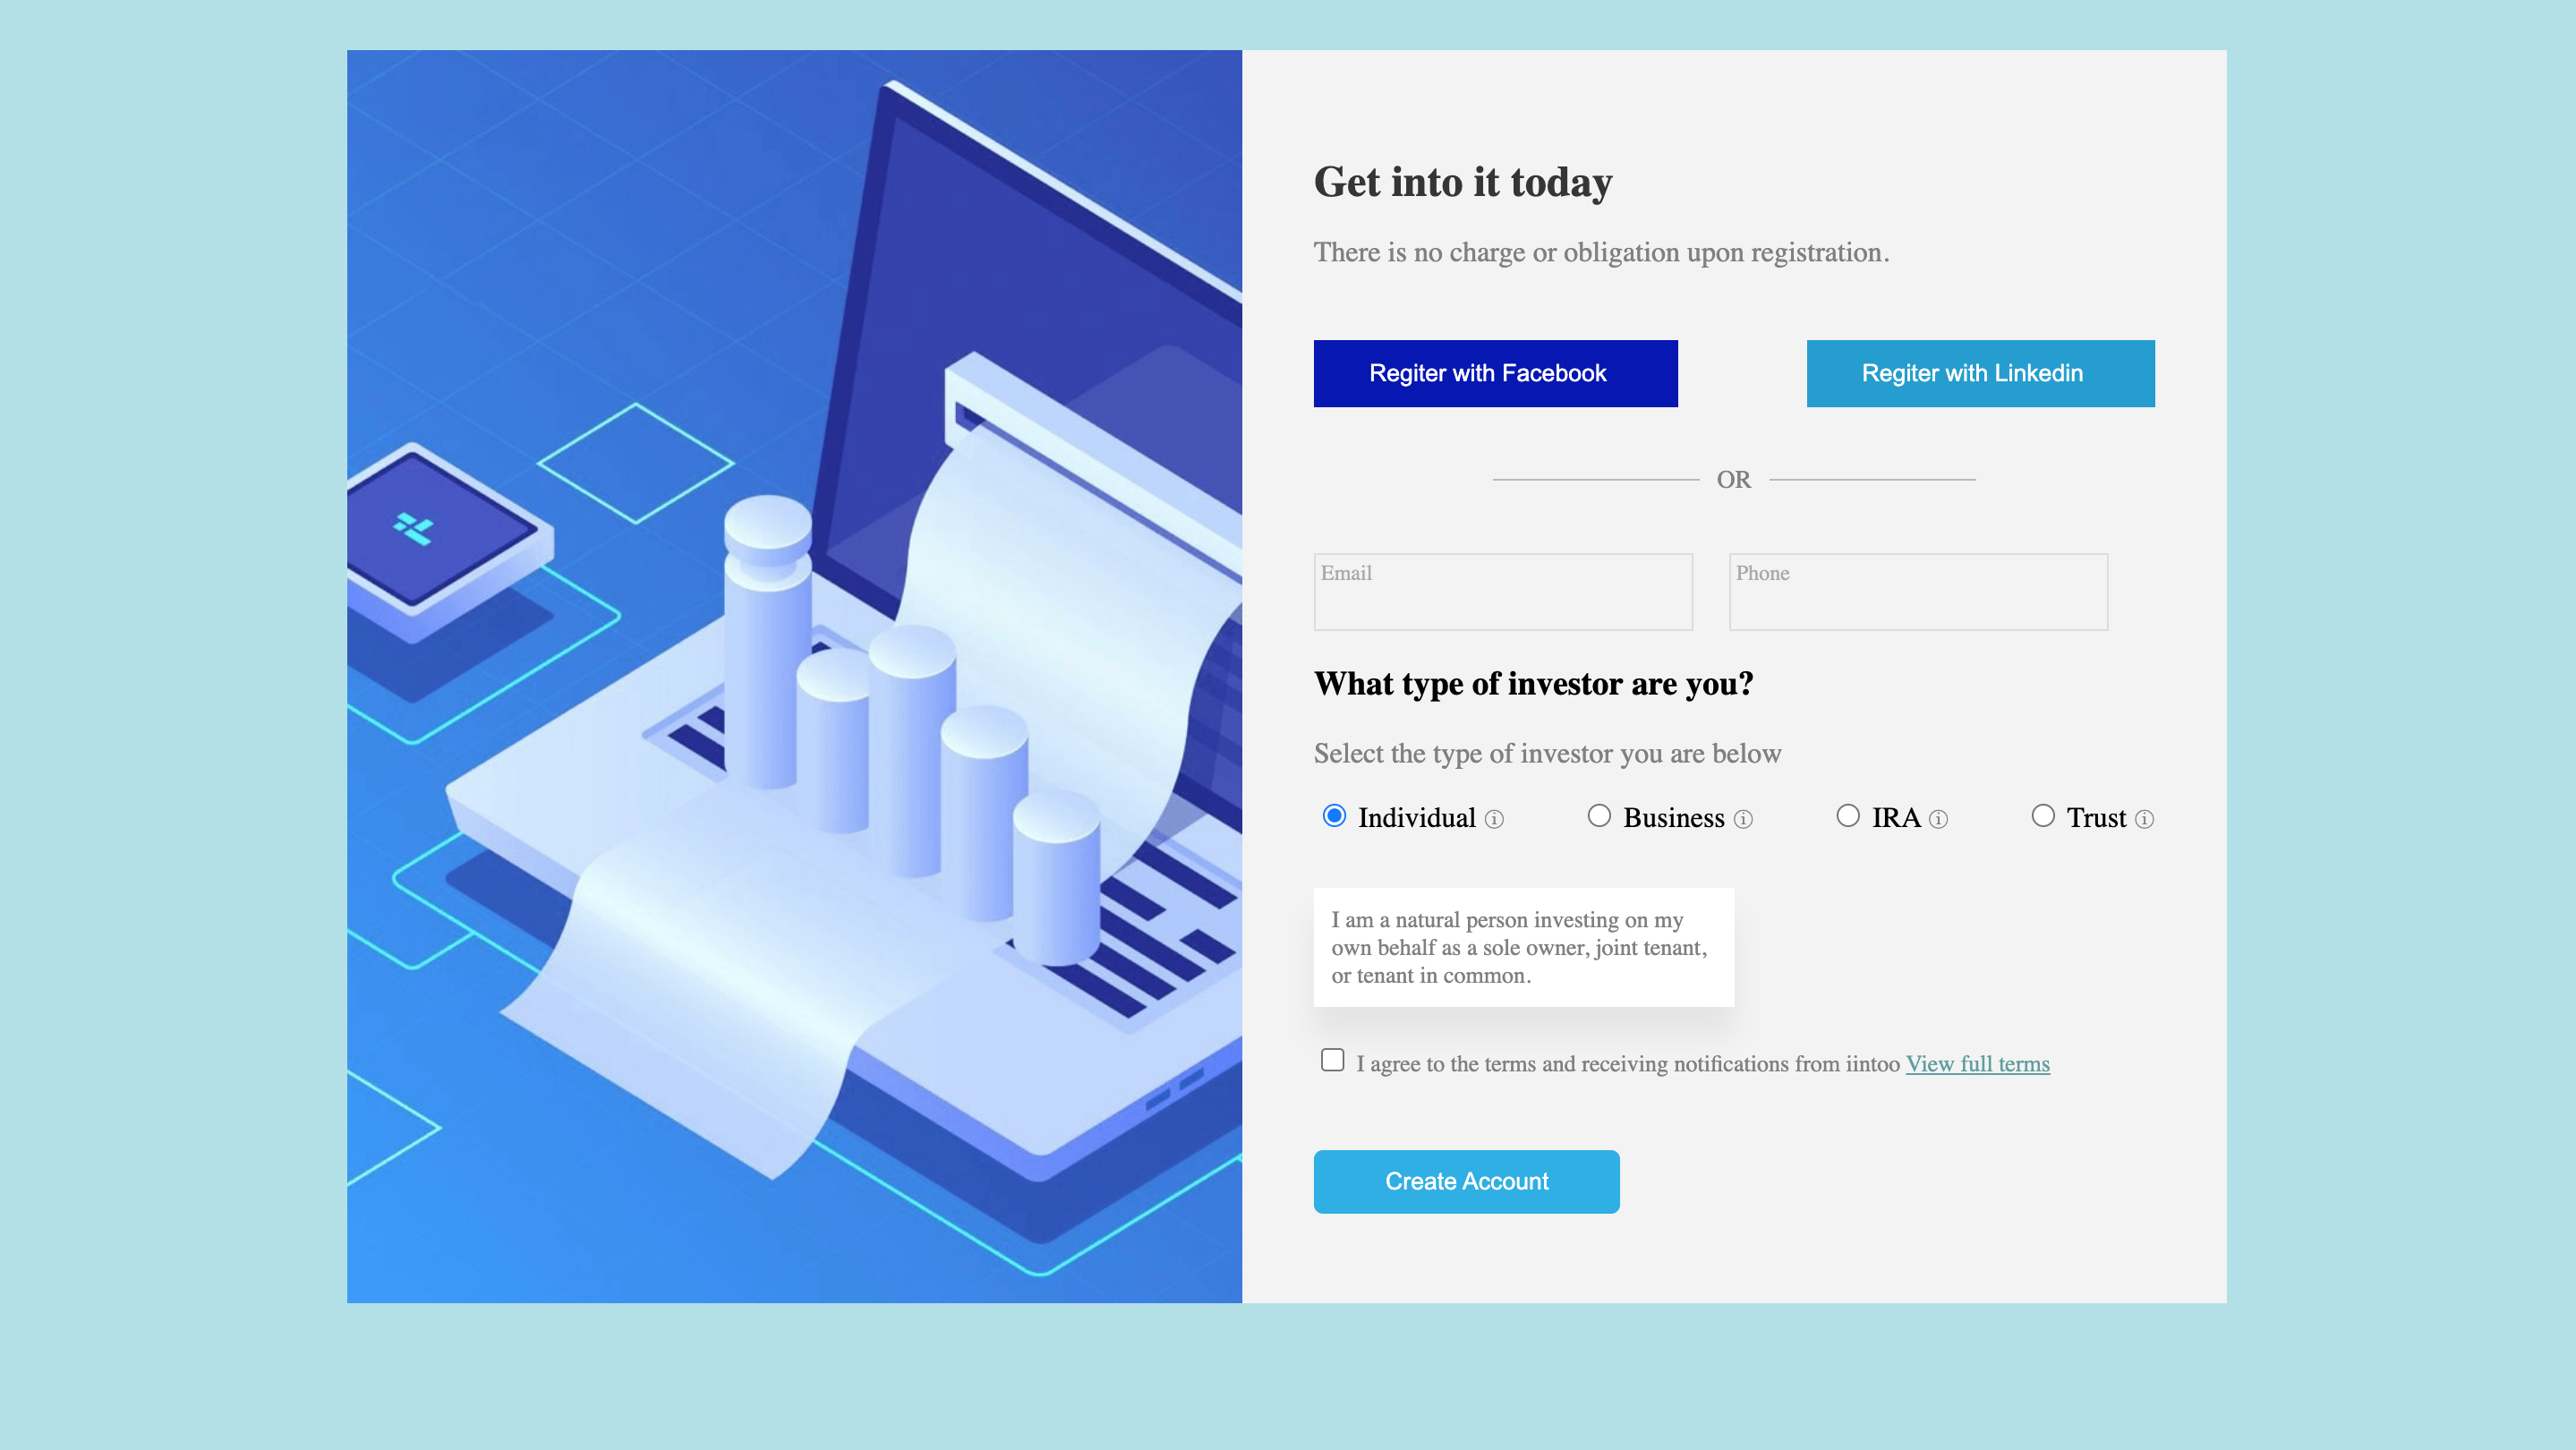 Get into it today
There is no charge or obligation upon registration.
Regiter with Facebook
Regiter with Linkedin
OR
Email
Phone
What type of investor are you?
Select the type of investor you are below
Individual ⓘ
Business ⓘ
IRA ⓘ
Trust ⓘ
I am a natural person investing on my
own behalf as a sole owner, joint tenant,
or tenant in common.
I agree to the terms and receiving notifications from iintoo View full terms
Create Account